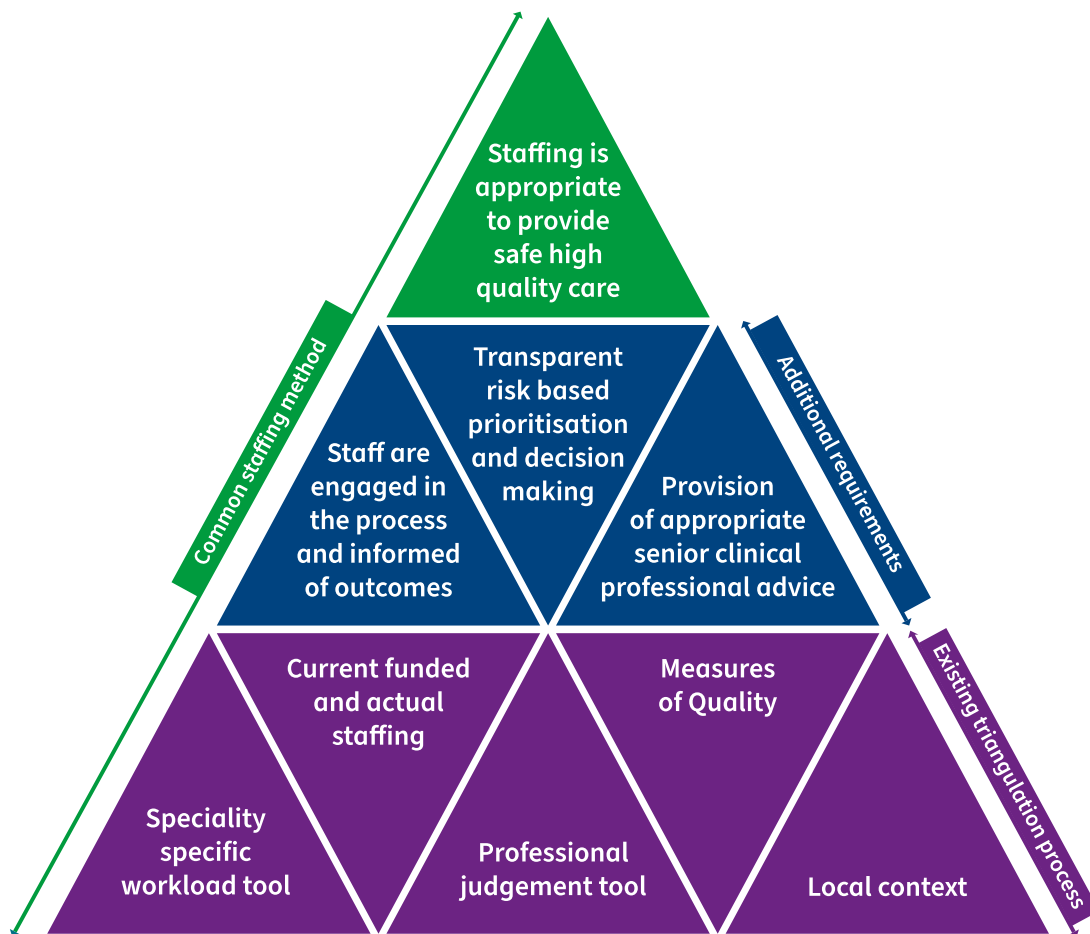 Staffing is
appropriate
to provide
safe high
quality care
Common staffing method
Transparent
risk based
prioritisation
and decision
making
Staff are
engaged in
the process
and informed
of outcomes
Provision
of appropriate
senior clinical
professional advice
Additional requirements
Current funded
and actual
staffing
Measures
of Quality
Speciality
specific
workload tool
Professional
judgement tool
Local context
Existing triangulation process